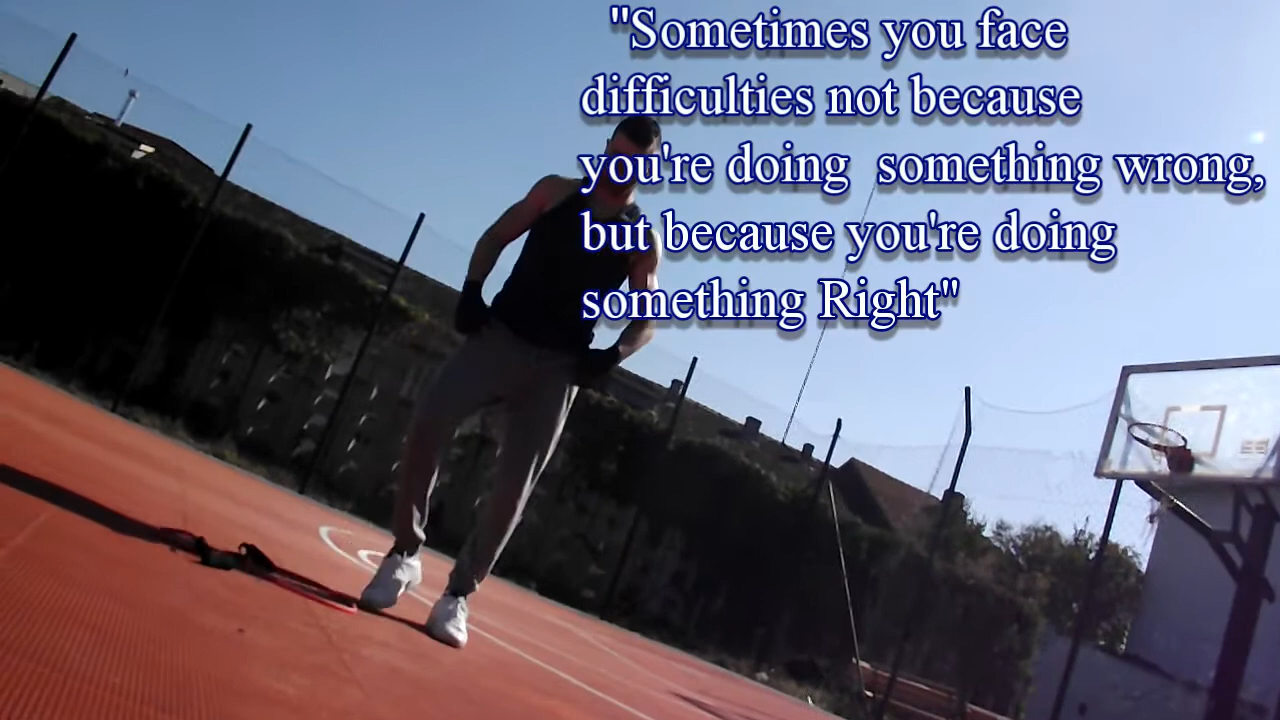 "Sometimes you face
difficulties not because
you're doing  something wrong,
but because you're doing
something Right"